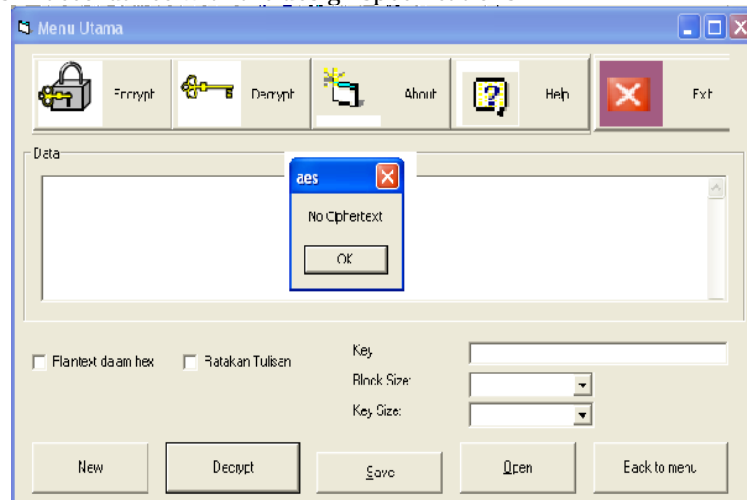 Menu Utama
Encrypt Decrypt About Help Exit
Data
aes
No Ciphertext
OK
Plantext dalam hex Ratakan Tulisan
Key
Block Size:
Key Size:
New Decrypt Save Open Back to menu